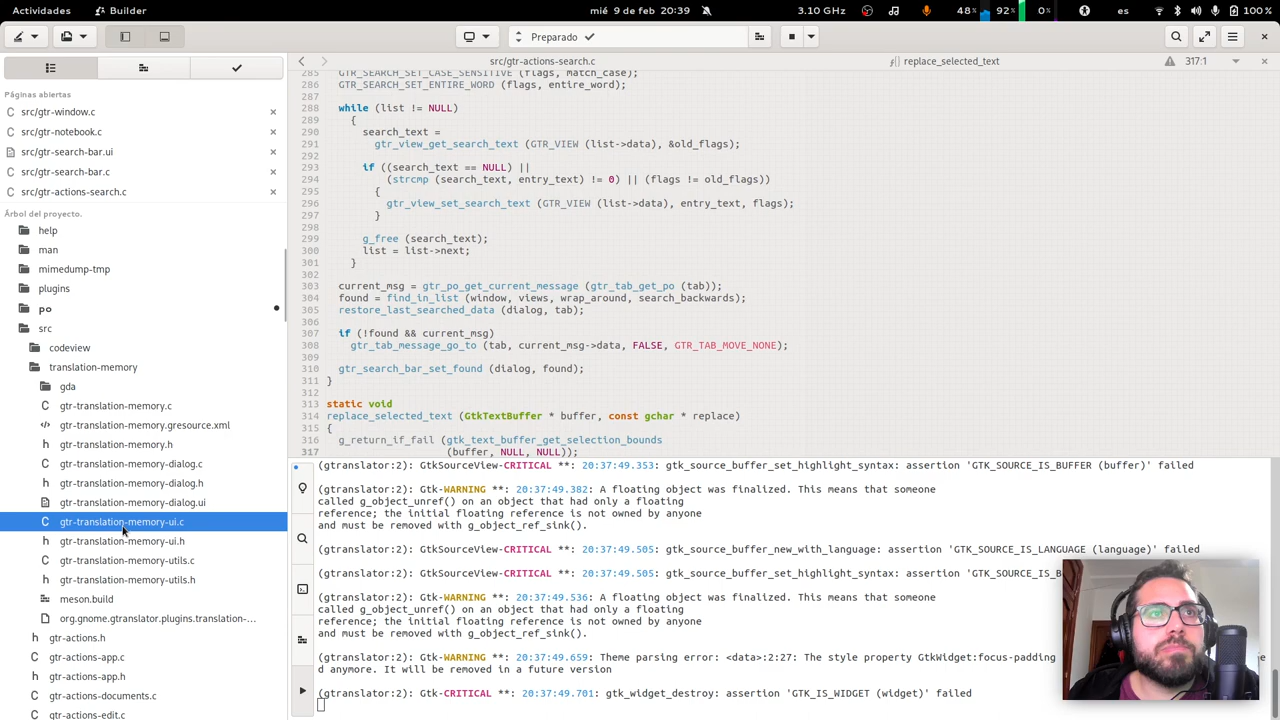 Actividades
Builder
mié 9 de feb 20:39
3.10 GHz
48%
92%
0%
es
100 %
Preparado
src/gtr-actions-search.c
replace_selected_text
317:1
Páginas abiertas
src/gtr-window.c
src/gtr-notebook.c
src/gtr-search-bar.ui
src/gtr-search-bar.c
src/gtr-actions-search.c
Árbol del proyecto.
help
man
mimedump-tmp
plugins
po
src
codeview
translation-memory
gda
gtr-translation-memory.c
gtr-translation-memory.gresource.xml
gtr-translation-memory.h
gtr-translation-memory-dialog.c
gtr-translation-memory-dialog.h
gtr-translation-memory-dialog.ui
gtr-translation-memory-ui.c
gtr-translation-memory-ui.h
gtr-translation-memory-utils.c
gtr-translation-memory-utils.h
meson.build
org.gnome.gtranslator.plugins.translation-...
gtr-actions.h
gtr-actions-app.c
gtr-actions-app.h
gtr-actions-documents.c
gtr-actions-edit.c
285 GTR_SEARCH_SET_CASE_SENSITIVE (flags, match_case);
286 GTR_SEARCH_SET_ENTIRE_WORD (flags, entire_word);
287
288 while (list != NULL)
289 {
290 search_text =
291 gtr_view_get_search_text (GTR_VIEW (list->data), &old_flags);
292
293 if ((search_text == NULL) ||
294 (strcmp (search_text, entry_text) != 0) || (flags != old_flags))
295 {
296 gtr_view_set_search_text (GTR_VIEW (list->data), entry_text, flags);
297 }
298
299 g_free (search_text);
300 list = list->next;
301 }
302
303 current_msg = gtr_po_get_current_message (gtr_tab_get_po (tab));
304 found = find_in_list (window, views, wrap_around, search_backwards);
305 restore_last_searched_data (dialog, tab);
306
307 if (!found && current_msg)
308 gtr_tab_message_go_to (tab, current_msg->data, FALSE, GTR_TAB_MOVE_NONE);
309
310 gtr_search_bar_set_found (dialog, found);
311 }
312
313 static void
314 replace_selected_text (GtkTextBuffer * buffer, const gchar * replace)
315 {
316 g_return_if_fail (gtk_text_buffer_get_selection_bounds
317 (buffer, NULL, NULL));
(gtranslator:2): GtkSourceView-CRITICAL **: 20:37:49.353: gtk_source_buffer_set_highlight_syntax: assertion 'GTK_SOURCE_IS_BUFFER (buffer)' failed
(gtranslator:2): Gtk-WARNING **: 20:37:49.382: A floating object was finalized. This means that someone
called g_object_unref() on an object that had only a floating
reference; the initial floating reference is not owned by anyone
and must be removed with g_object_ref_sink().
(gtranslator:2): GtkSourceView-CRITICAL **: 20:37:49.505: gtk_source_buffer_new_with_language: assertion 'GTK_SOURCE_IS_LANGUAGE (language)' failed
(gtranslator:2): GtkSourceView-CRITICAL **: 20:37:49.505: gtk_source_buffer_set_highlight_syntax: assertion 'GTK_SOURCE_IS_B
(gtranslator:2): Gtk-WARNING **: 20:37:49.536: A floating object was finalized. This means that someone
called g_object_unref() on an object that had only a floating
reference; the initial floating reference is not owned by anyone
and must be removed with g_object_ref_sink().
(gtranslator:2): Gtk-WARNING **: 20:37:49.659: Theme parsing error: <data>:2:27: The style property GtkWidget:focus-padding
d anymore. It will be removed in a future version
(gtranslator:2): Gtk-CRITICAL **: 20:37:49.701: gtk_widget_destroy: assertion 'GTK_IS_WIDGET (widget)' failed